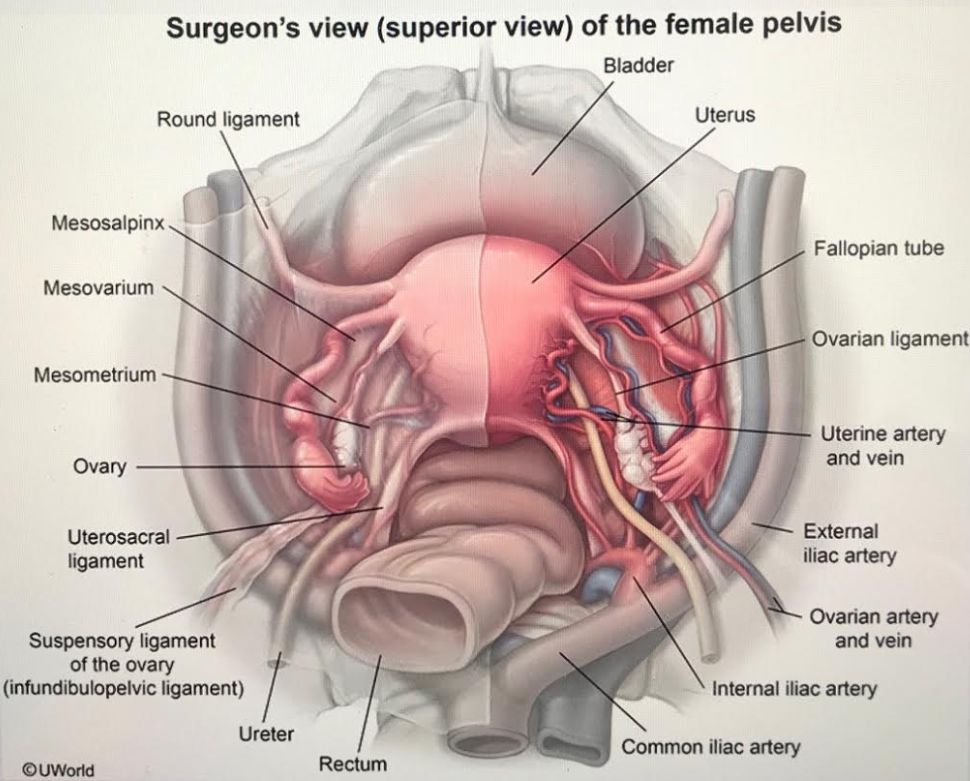 Surgeon's view (superior view) of the female pelvis
Bladder
Round ligament
Uterus
Mesosalpinx
Fallopian tube
Mesovarium
Ovarian ligament
Mesometrium
Uterine artery
and vein
Ovary
Uterosacral
ligament
External
iliac artery
Ovarian artery
and vein
Suspensory ligament
of the ovary
(infundibulopelvic ligament)
Internal iliac artery
Ureter
Common iliac artery
Rectum
©UWorld